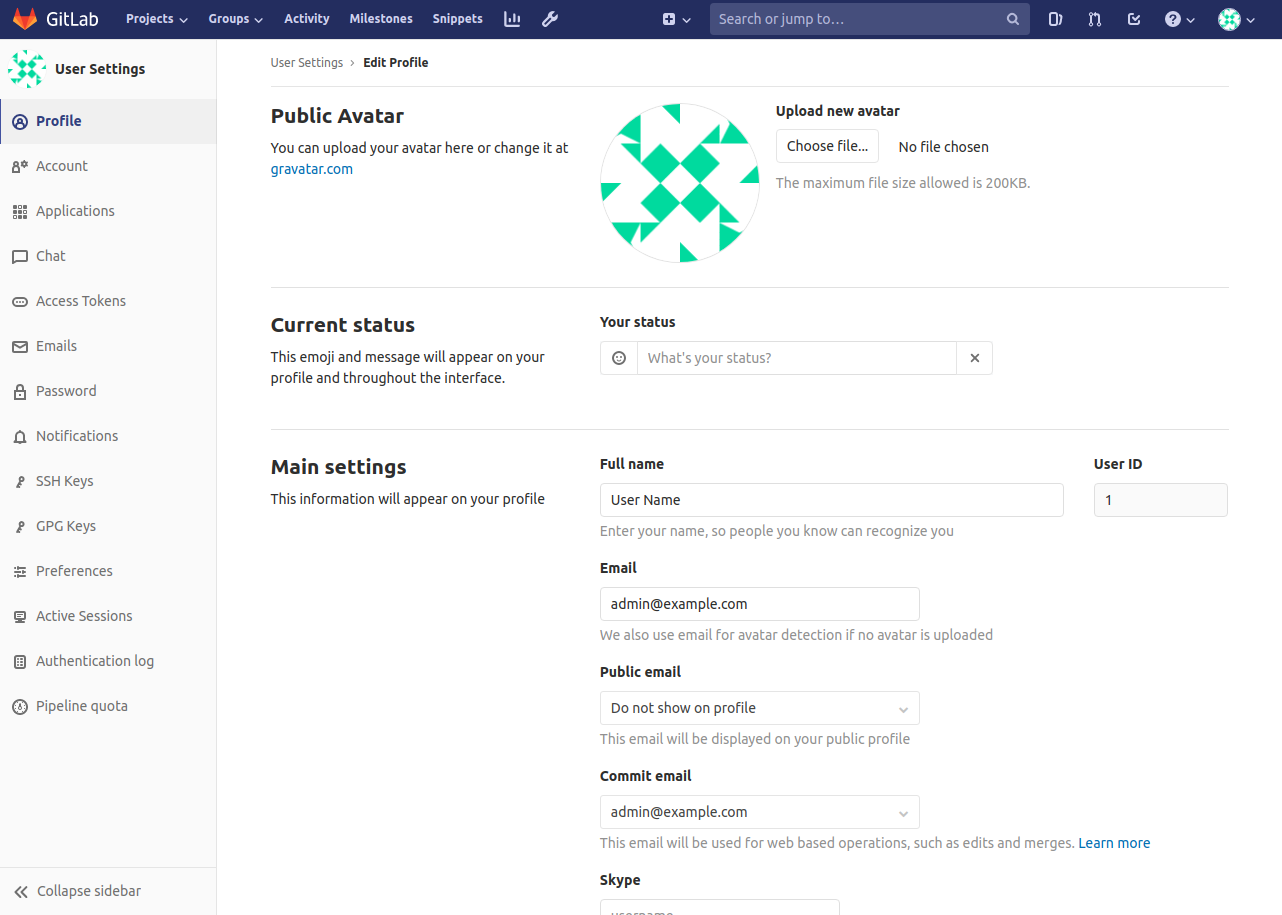 GitLab Projects Groups Activity Milestones Snippets Search or jump to…
User Settings
Profile
Account
Applications
Chat
Access Tokens
Emails
Password
Notifications
SSH Keys
GPG Keys
Preferences
Active Sessions
Authentication log
Pipeline quota
Collapse sidebar
User Settings › Edit Profile
Public Avatar
You can upload your avatar here or change it at
gravatar.com
Upload new avatar
Choose file... No file chosen
The maximum file size allowed is 200KB.
Current status
This emoji and message will appear on your
profile and throughout the interface.
Your status
What's your status?
Main settings
This information will appear on your profile
Full name
User Name
Enter your name, so people you know can recognize you
User ID
1
Email
admin@example.com
We also use email for avatar detection if no avatar is uploaded
Public email
Do not show on profile
This email will be displayed on your public profile
Commit email
admin@example.com
This email will be used for web based operations, such as edits and merges. Learn more
Skype
username